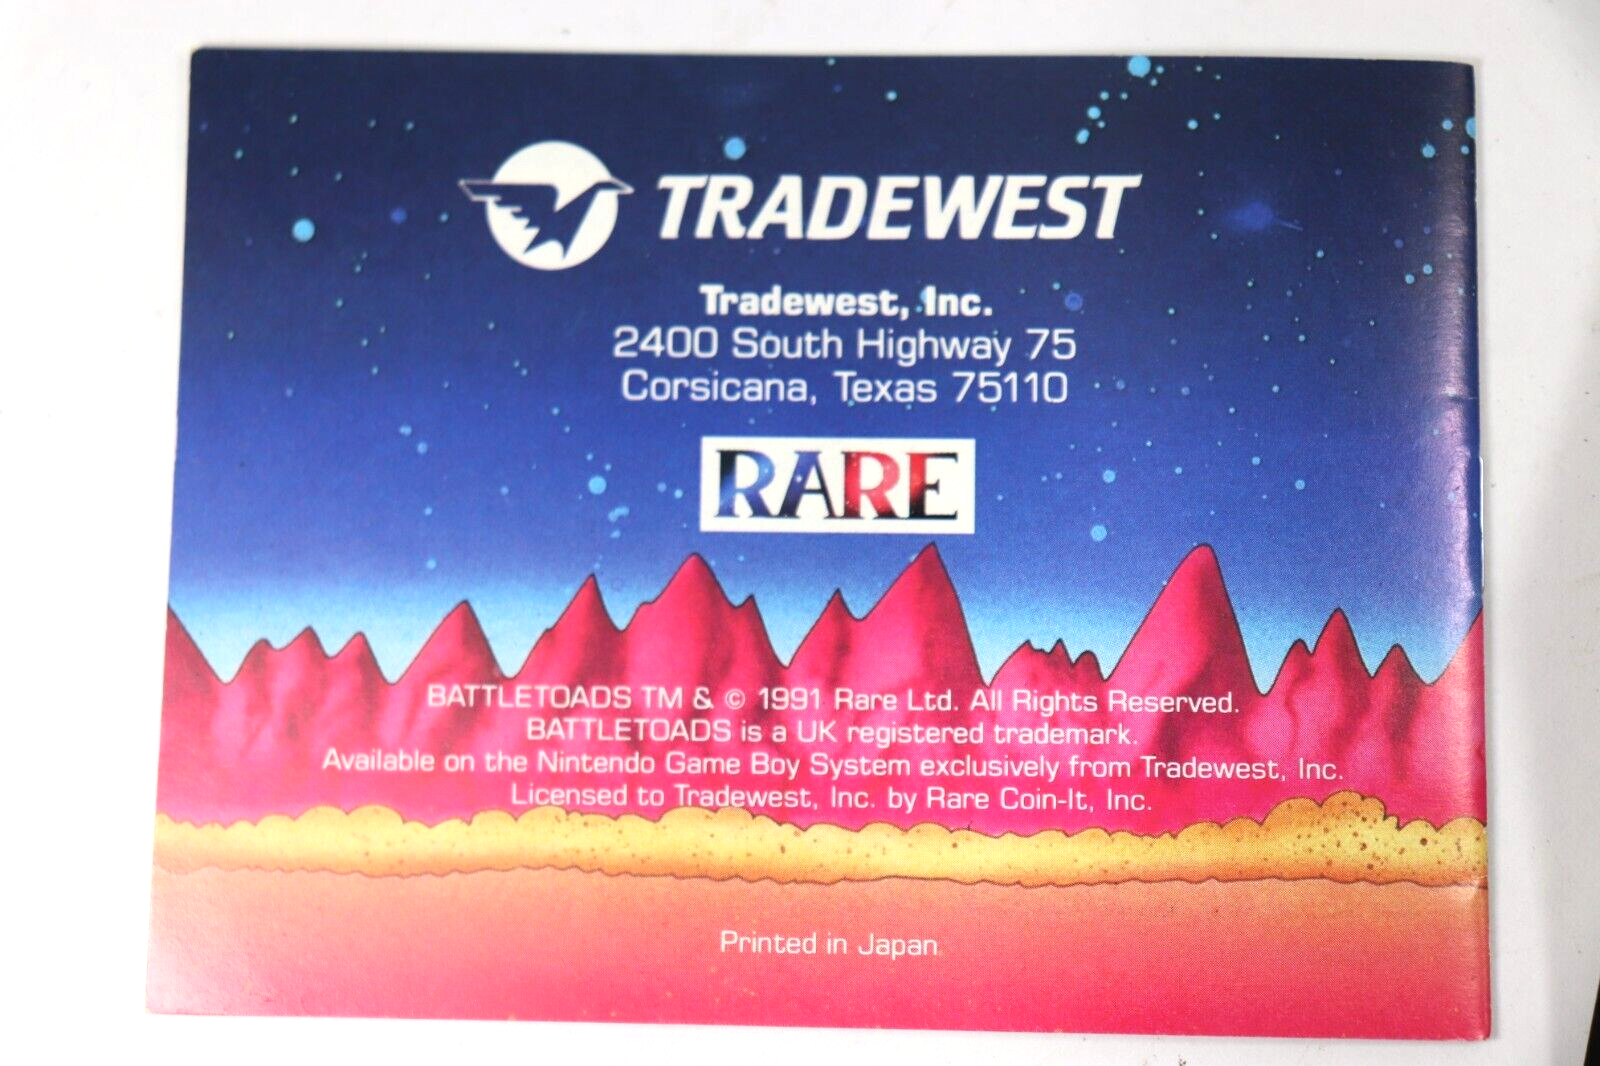 TRADEWEST
Tradewest, Inc.
2400 South Highway 75
Corsicana, Texas 75110
RARE
BATTLETOADS TM & © 1991 Rare Ltd. All Rights Reserved.
BATTLETOADS is a UK registered trademark.
Available on the Nintendo Game Boy System exclusively from Tradewest, Inc.
Licensed to Tradewest, Inc. by Rare Coin-It, Inc.
Printed in Japan